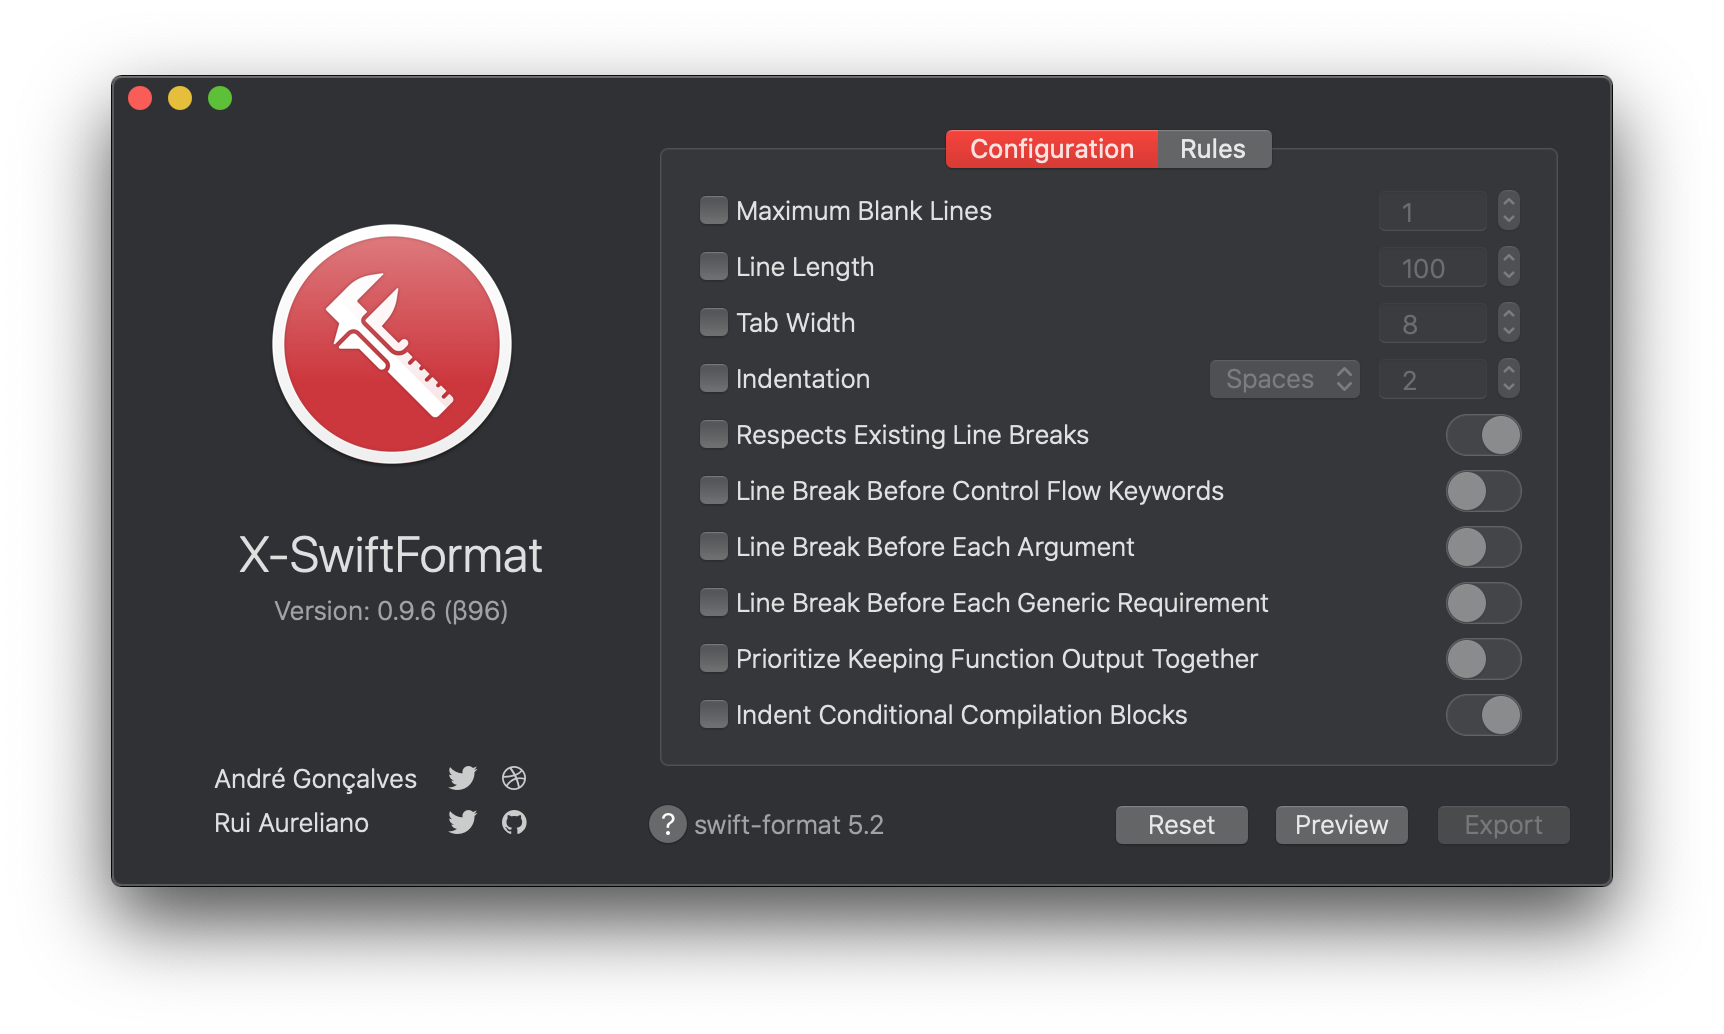 Configuration Rules
Maximum Blank Lines 1
Line Length 100
Tab Width 8
Indentation Spaces 2
Respects Existing Line Breaks
Line Break Before Control Flow Keywords
Line Break Before Each Argument
Line Break Before Each Generic Requirement
Prioritize Keeping Function Output Together
Indent Conditional Compilation Blocks
X-SwiftFormat
Version: 0.9.6 (β96)
André Gonçalves
Rui Aureliano
? swift-format 5.2
Reset Preview Export